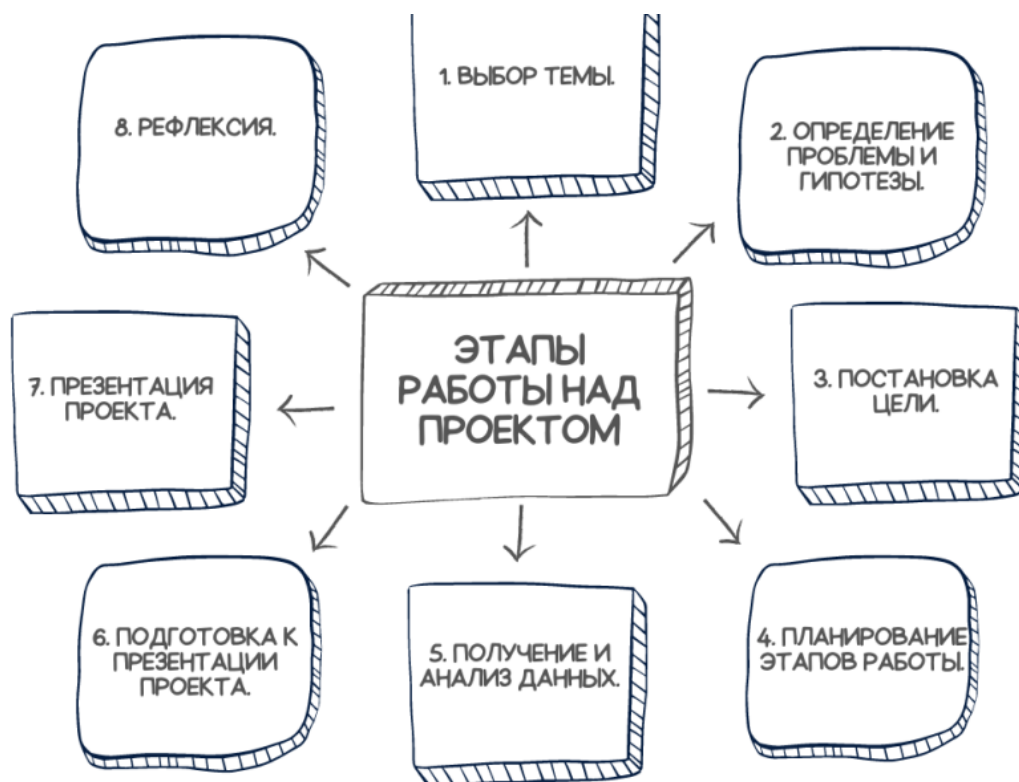 ЭТАПЫ
РАБОТЫ НАД
ПРОЕКТОМ
1. ВЫБОР ТЕМЫ.
2. ОПРЕДЕЛЕНИЕ
ПРОБЛЕМЫ И
ГИПОТЕЗЫ.
3. ПОСТАНОВКА
ЦЕЛИ.
4. ПЛАНИРОВАНИЕ
ЭТАПОВ РАБОТЫ.
5. ПОЛУЧЕНИЕ И
АНАЛИЗ ДАННЫХ.
6. ПОДГОТОВКА К
ПРЕЗЕНТАЦИИ
ПРОЕКТА.
7. ПРЕЗЕНТАЦИЯ
ПРОЕКТА.
8. РЕФЛЕКСИЯ.